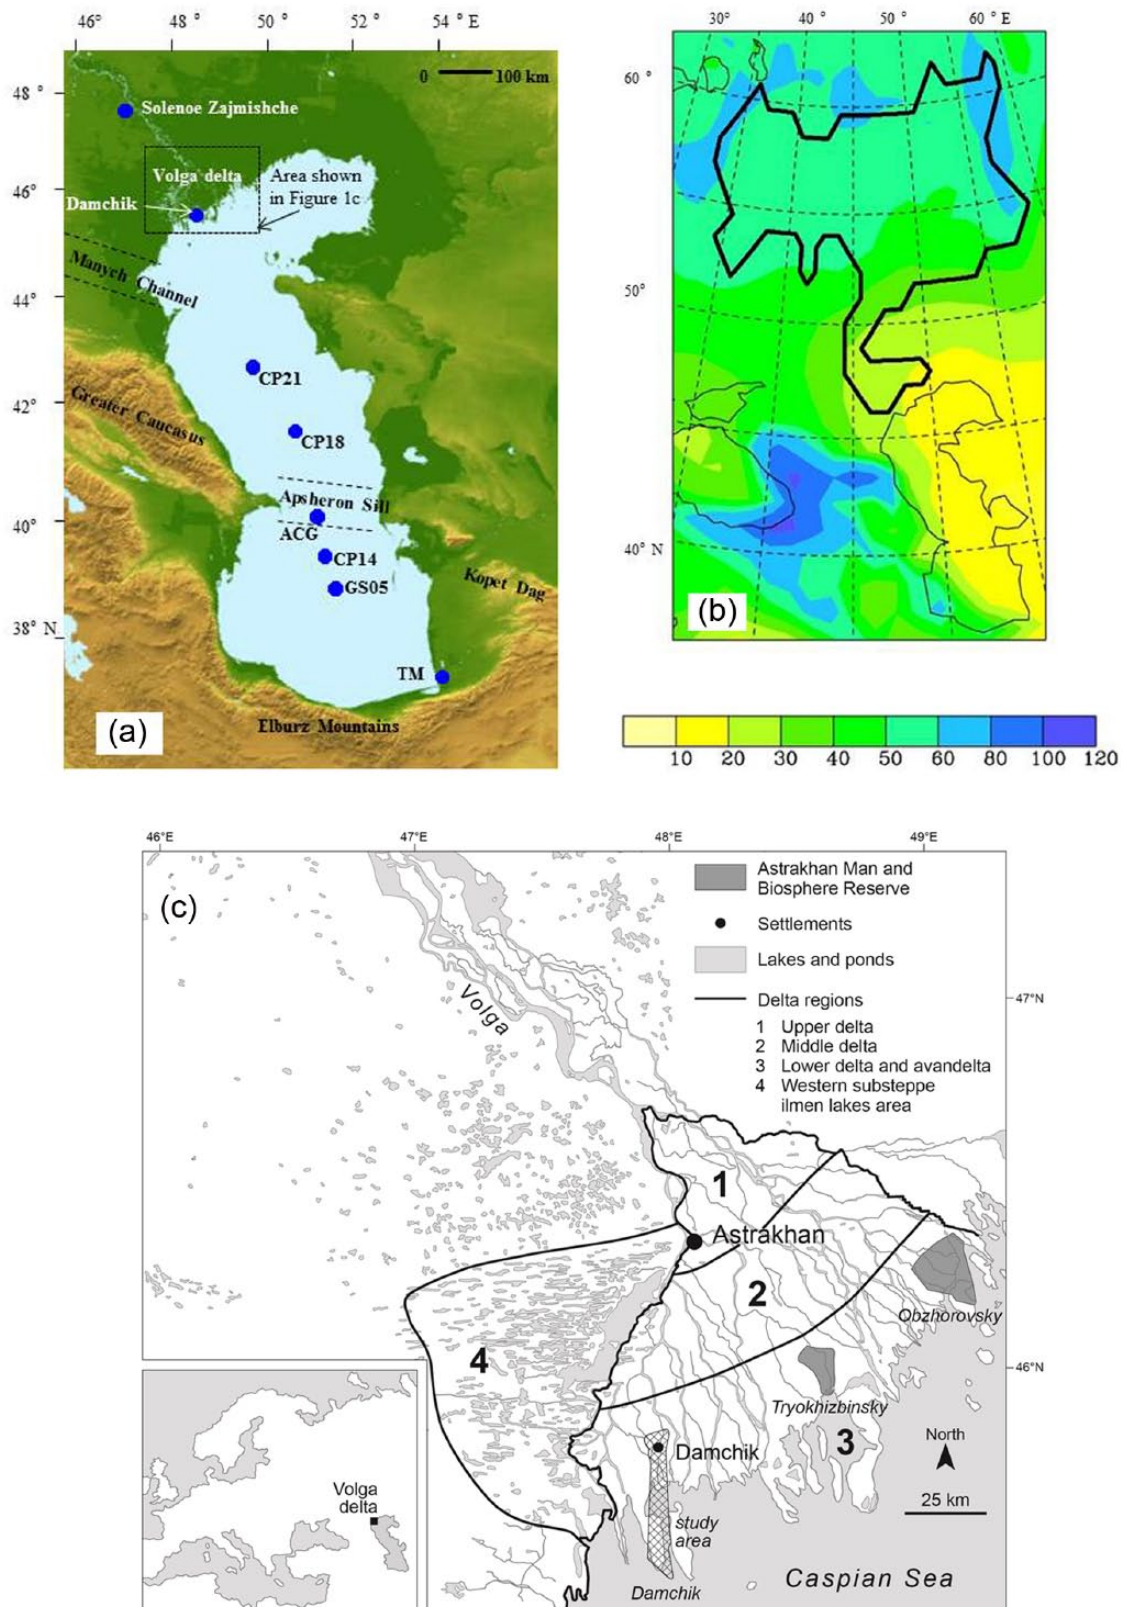 46°
48 °
50 °
52 °
54 ° E
0
100 km
48 °
Solenoe Zajmishche
Volga delta
Area shown
in Figure 1c
46°
Damchik
Manych Channel
44 °
CP21
Greater Caucasus
42 °
CP18
Apsheron Sill
40 °
ACG
CP14
GS05
Kopet Dag
38° N
TM
Elburz Mountains
(a)
30°
40 °
50 °
60 ° E
60 °
50°
40° N
(b)
10 20 30 40 50 60 80 100 120
46°E
47°E
48°E
49°E
(c)
Astrakhan Man and
Biosphere Reserve
Settlements
Lakes and ponds
Delta regions
1 Upper delta
2 Middle delta
3 Lower delta and avandelta
4 Western substeppe
ilmen lakes area
47°N
Volga
1
Astrakhan
2
Obzhorovsky
4
46°N
Tryokhizbinsky
3
North
25 km
Damchik
study
area
Damchik
Caspian Sea
Volga
delta